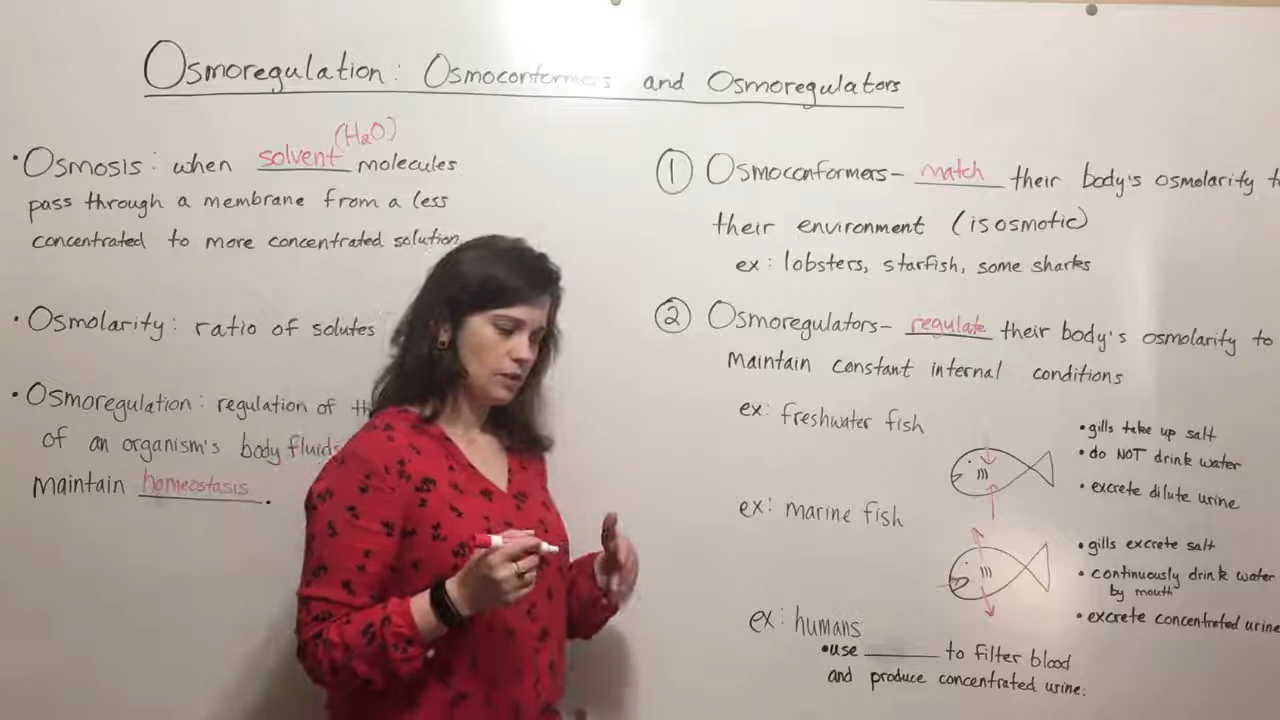 Osmoregulation: Osmoconformers and Osmoregulators
• Osmosis: when solvent (H2O) molecules
pass through a membrane from a less
concentrated to more concentrated solution
• Osmolarity: ratio of solutes
• Osmoregulation: regulation of
of an organism's body fluids
maintain homeostasis.
① Osmoconformers- match their body's osmolarity
their environment (isosmotic)
ex: lobsters, starfish, some sharks
② Osmoregulators- regulate their body's osmolarity to
maintain constant internal conditions
ex: freshwater fish
• gills take up salt
• do NOT drink water
• excrete dilute urine
ex: marine fish
• gills excrete salt
• continuously drink water
by mouth
• excrete concentrated urine
ex: humans
• use ______ to filter blood
and produce concentrated urine.